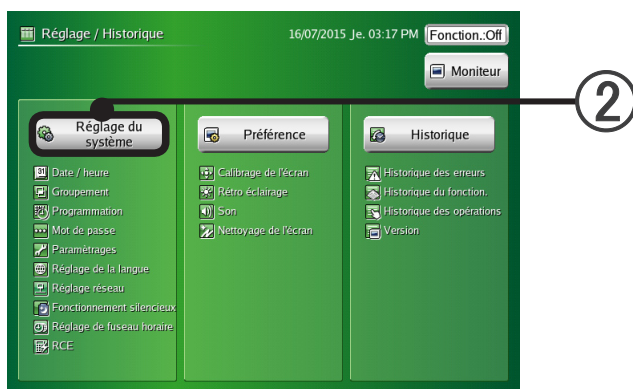 Réglage / Historique
16/07/2015 Je. 03:17 PM
Fonction.:Off
Moniteur
2
Réglage du
système
Date / heure
Groupement
Programmation
Mot de passe
Paramètrages
Réglage de la langue
Réglage réseau
Fonctionnement silencieux
Réglage de fuseau horaire
RCE
Préférence
Calibrage de l'écran
Rétro éclairage
Son
Nettoyage de l'écran
Historique
Historique des erreurs
Historique du fonction.
Historique des opérations
Version